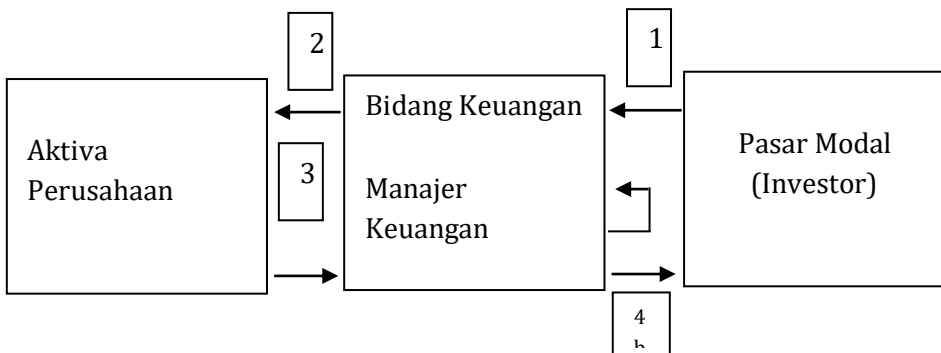 2
1
Bidang Keuangan
Aktiva
Perusahaan
3
Manajer
Keuangan
Pasar Modal
(Investor)
4